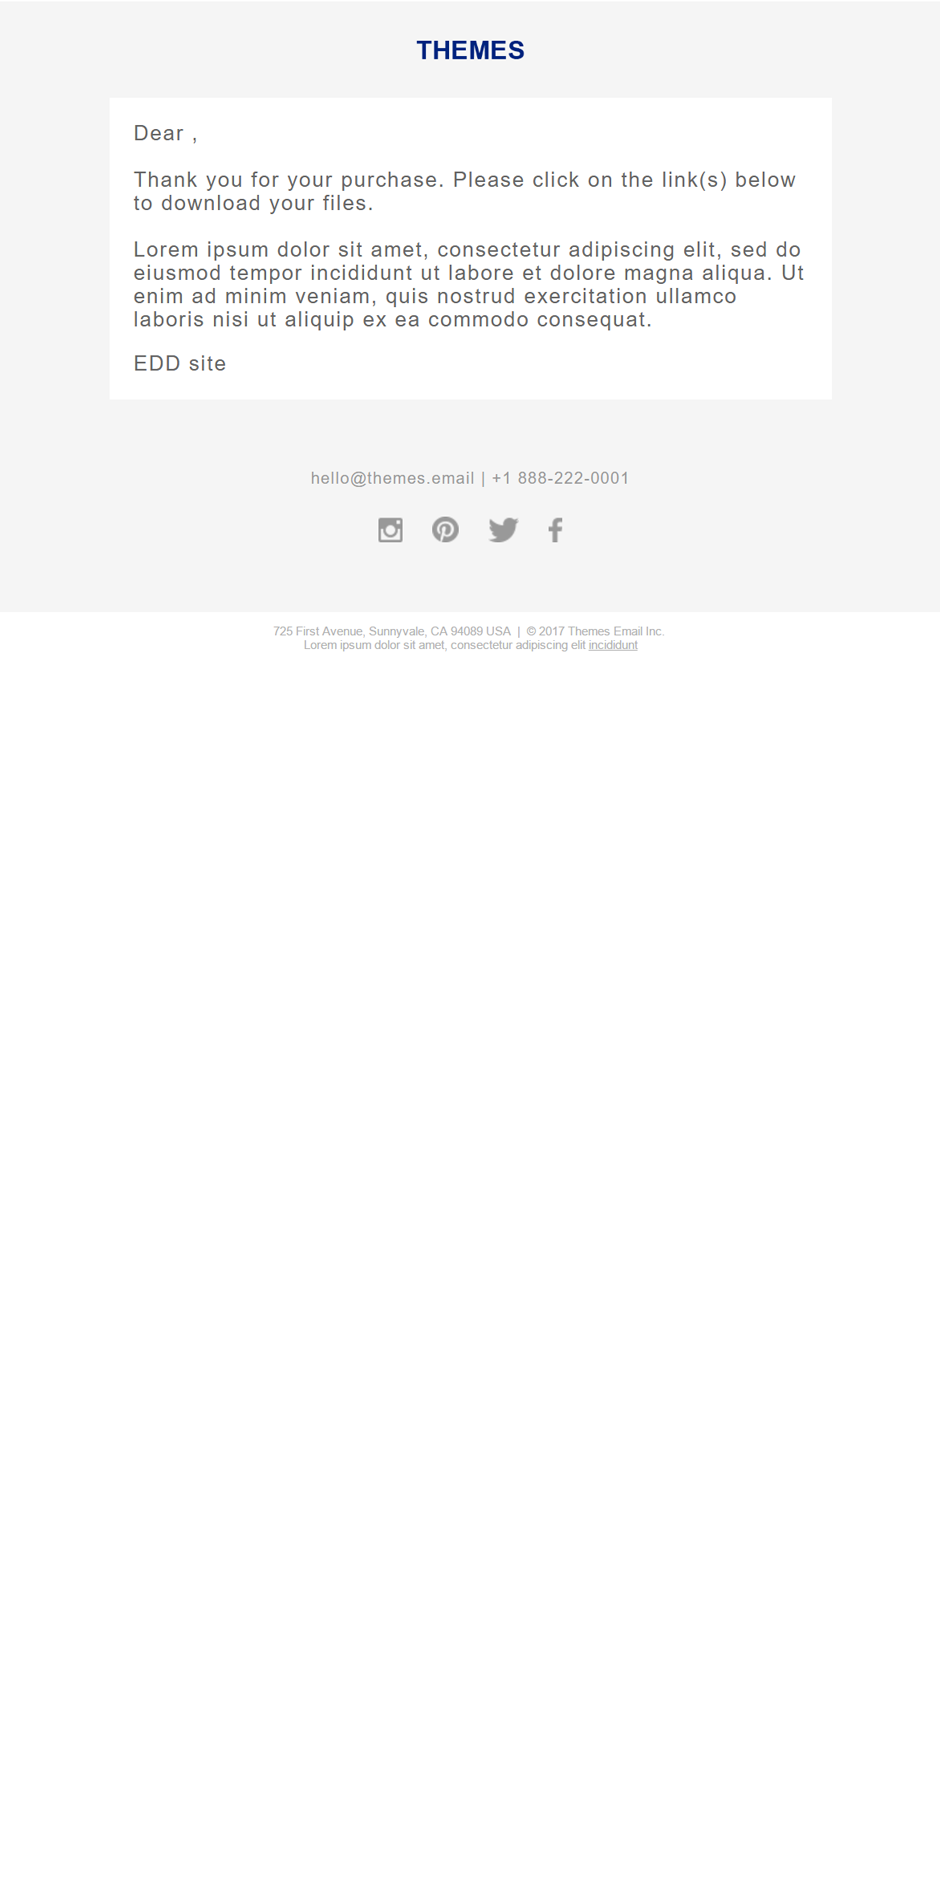 THEMES
Dear ,
Thank you for your purchase. Please click on the link(s) below
to download your files.
Lorem ipsum dolor sit amet, consectetur adipiscing elit, sed do
eiusmod tempor incididunt ut labore et dolore magna aliqua. Ut
enim ad minim veniam, quis nostrud exercitation ullamco
laboris nisi ut aliquip ex ea commodo consequat.
EDD site
hello@themes.email | +1 888-222-0001
725 First Avenue, Sunnyvale, CA 94089 USA | © 2017 Themes Email Inc.
Lorem ipsum dolor sit amet, consectetur adipiscing elit incididunt